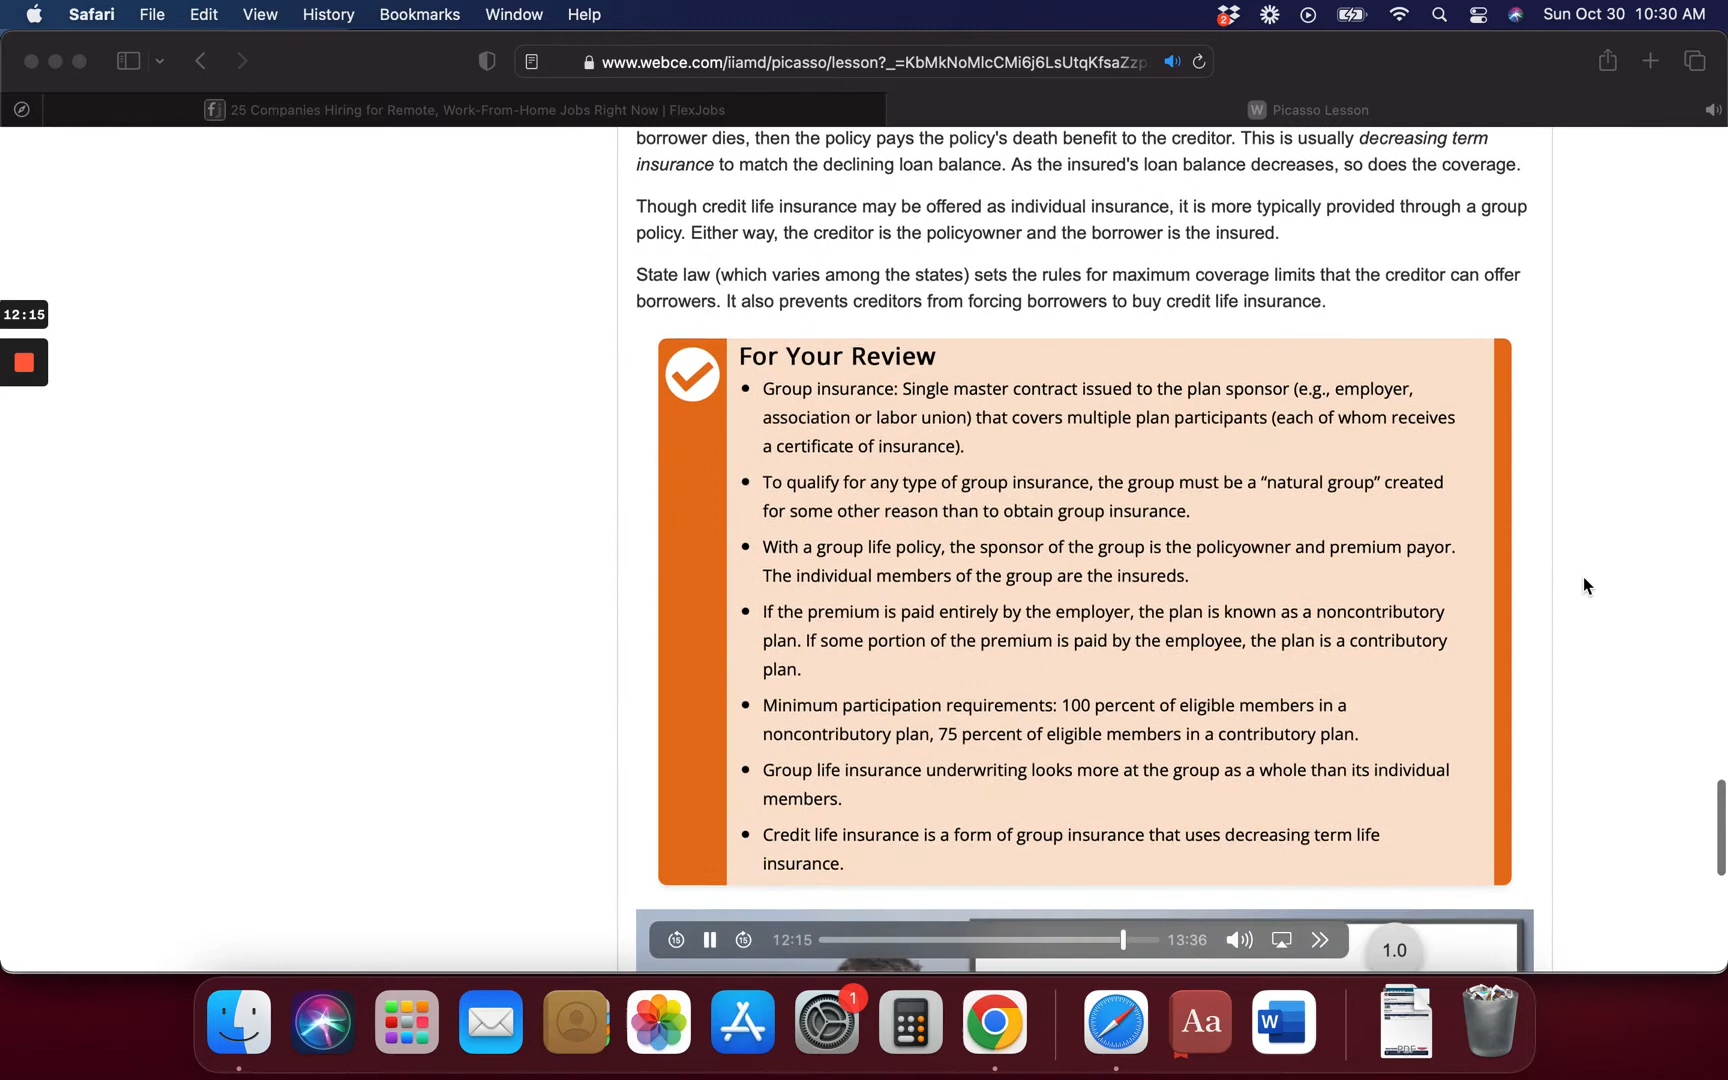 Safari File Edit View History Bookmarks Window Help
2
Sun Oct 30 10:30 AM
www.webce.com/iiamd/picasso/lesson?_=KbMkNoMlcCMi6j6LsUtqKfsaZzp
25 Companies Hiring for Remote, Work-From-Home Jobs Right Now | FlexJobs
W Picasso Lesson
borrower dies, then the policy pays the policy's death benefit to the creditor. This is usually decreasing term
insurance to match the declining loan balance. As the insured's loan balance decreases, so does the coverage.
Though credit life insurance may be offered as individual insurance, it is more typically provided through a group
policy. Either way, the creditor is the policyowner and the borrower is the insured.
State law (which varies among the states) sets the rules for maximum coverage limits that the creditor can offer
borrowers. It also prevents creditors from forcing borrowers to buy credit life insurance.
12:15
For Your Review
• Group insurance: Single master contract issued to the plan sponsor (e.g., employer,
association or labor union) that covers multiple plan participants (each of whom receives
a certificate of insurance).
• To qualify for any type of group insurance, the group must be a “natural group” created
for some other reason than to obtain group insurance.
• With a group life policy, the sponsor of the group is the policyowner and premium payor.
The individual members of the group are the insureds.
• If the premium is paid entirely by the employer, the plan is known as a noncontributory
plan. If some portion of the premium is paid by the employee, the plan is a contributory
plan.
• Minimum participation requirements: 100 percent of eligible members in a
noncontributory plan, 75 percent of eligible members in a contributory plan.
• Group life insurance underwriting looks more at the group as a whole than its individual
members.
• Credit life insurance is a form of group insurance that uses decreasing term life
insurance.
15 15 12:15 13:36 1.0
1
Aa
W
PDF